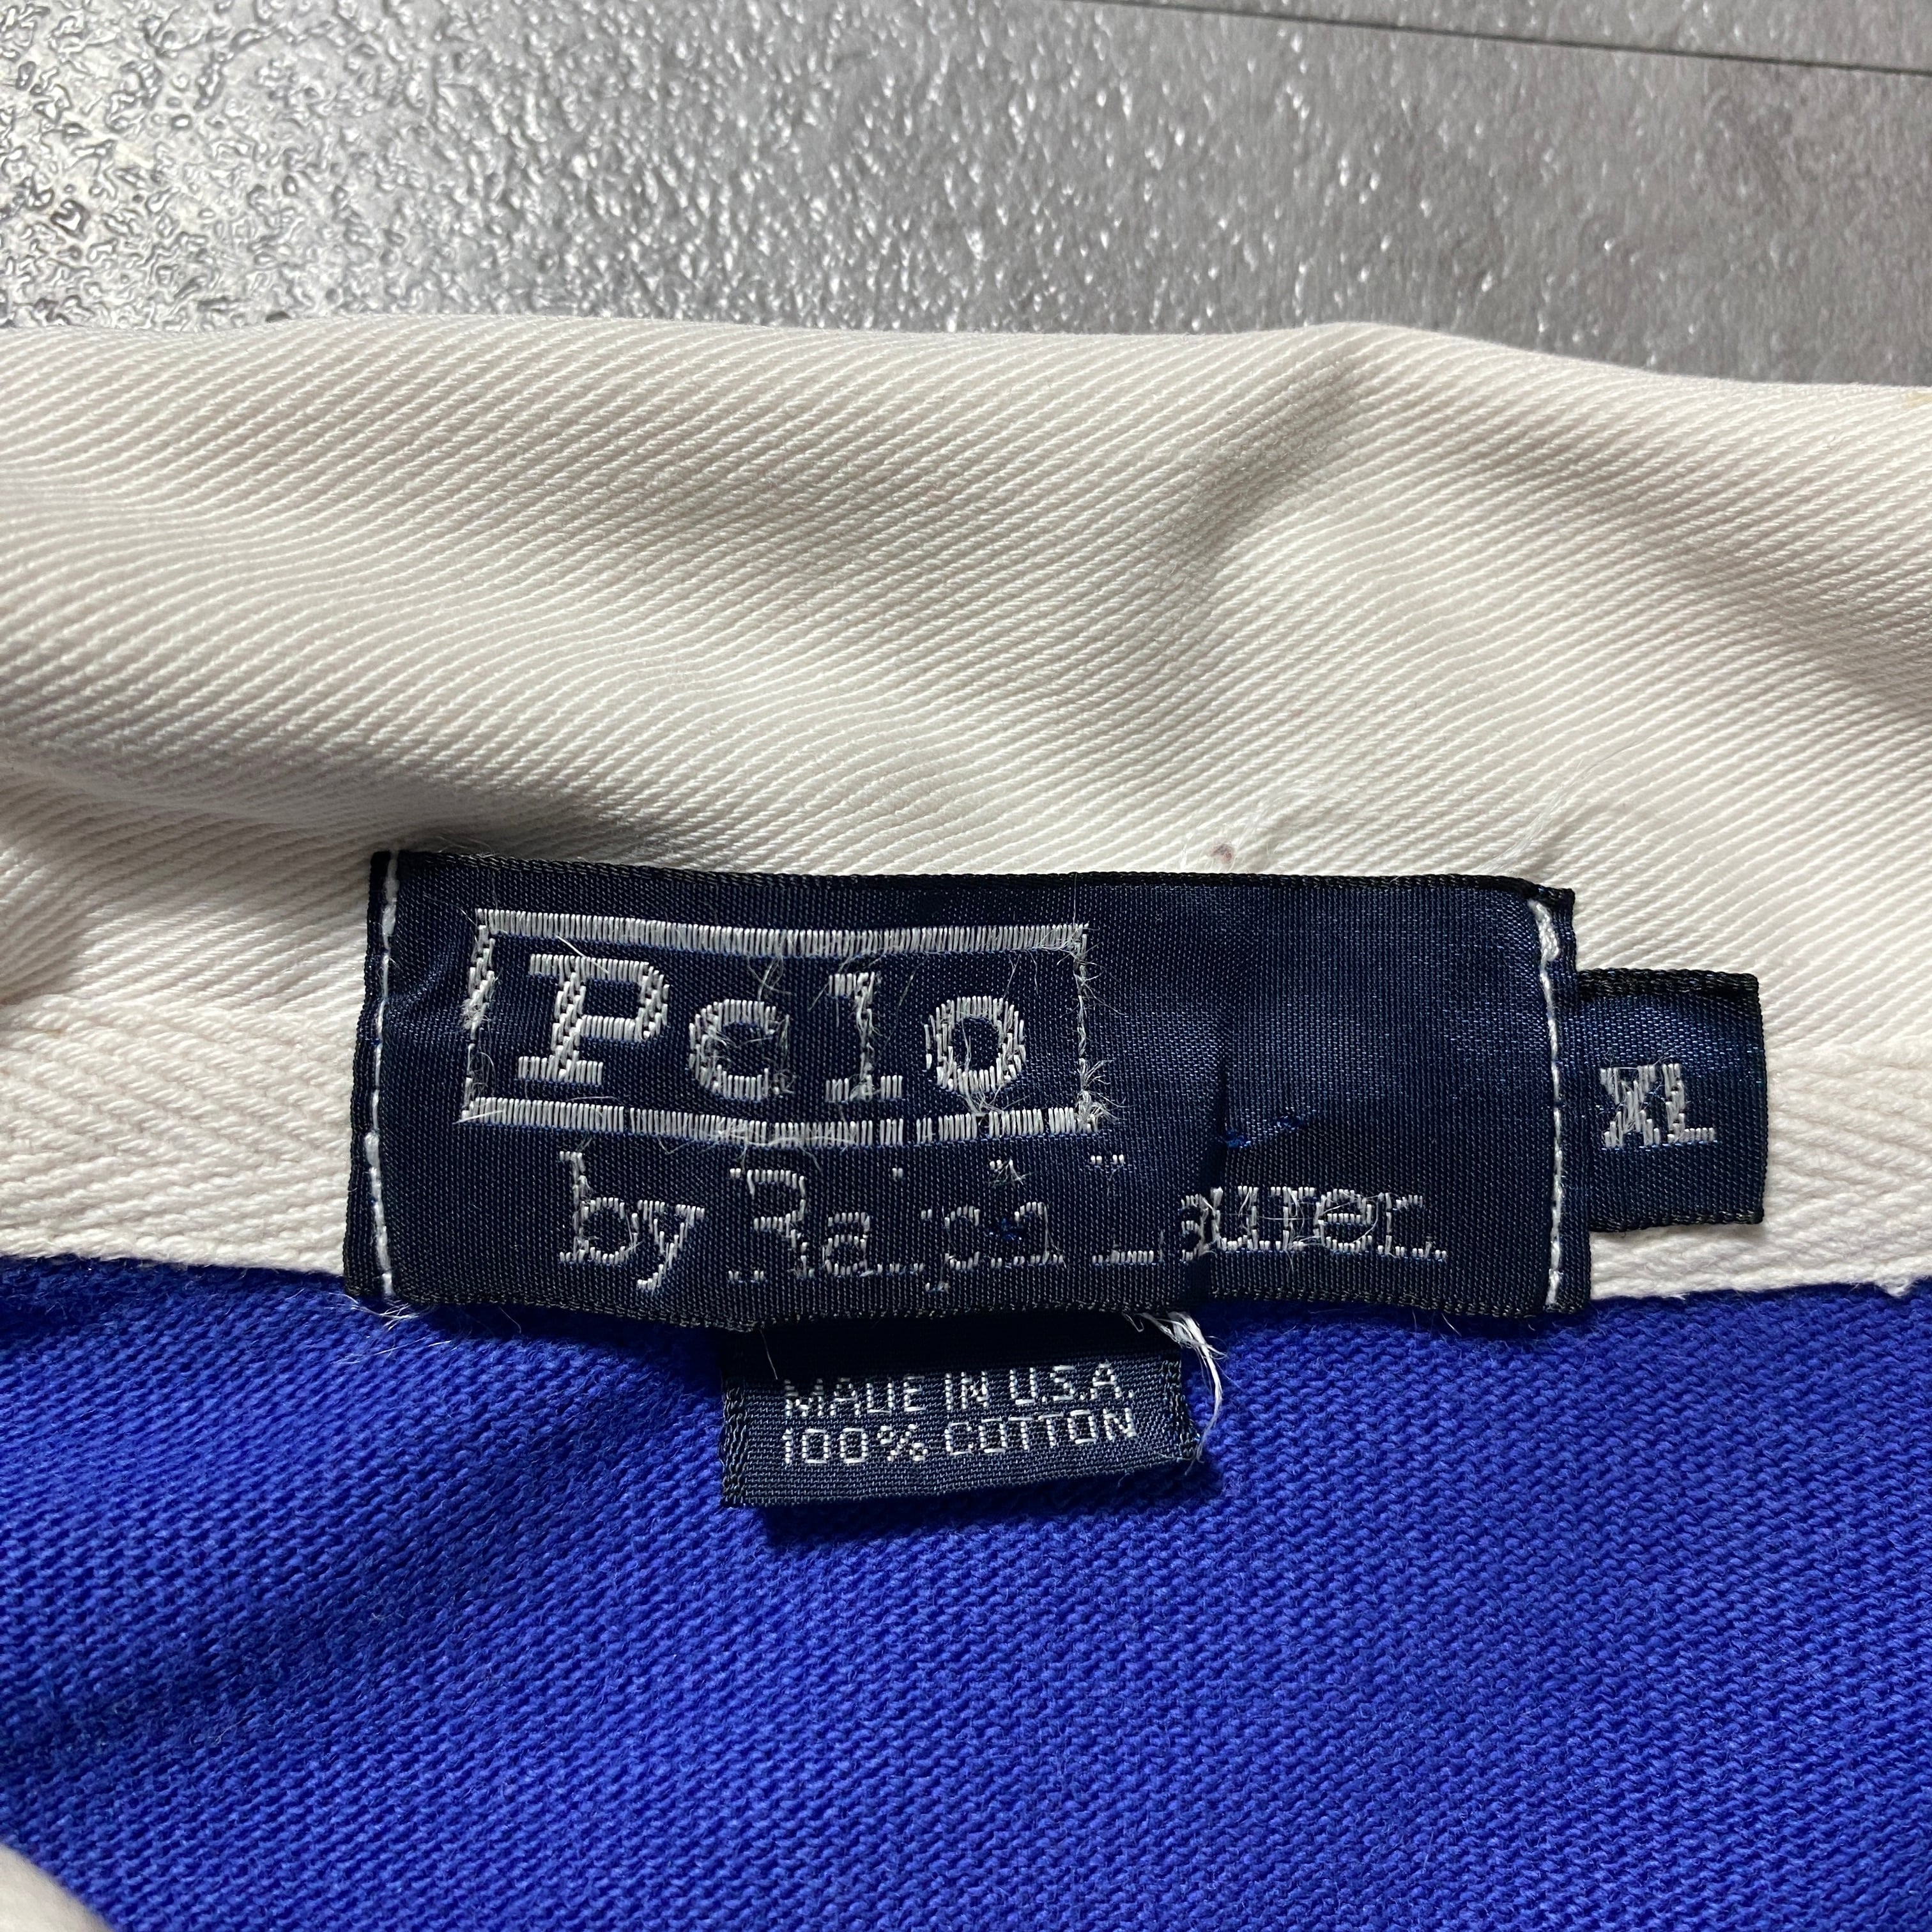 Polo
by Ralph Lauren
XL
MADE IN U.S.A.
100% COTTON